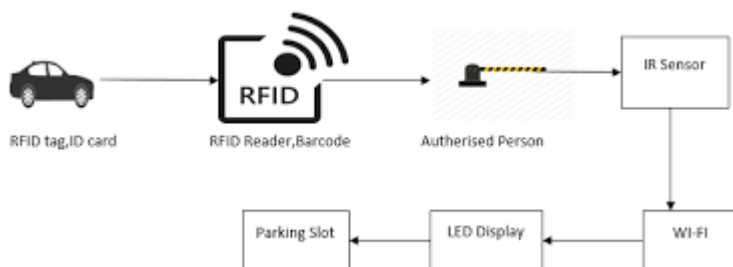 RFID
IR Sensor
RFID tag,ID card
RFID Reader,Barcode
Autherised Person
Parking Slot
LED Display
WI-FI